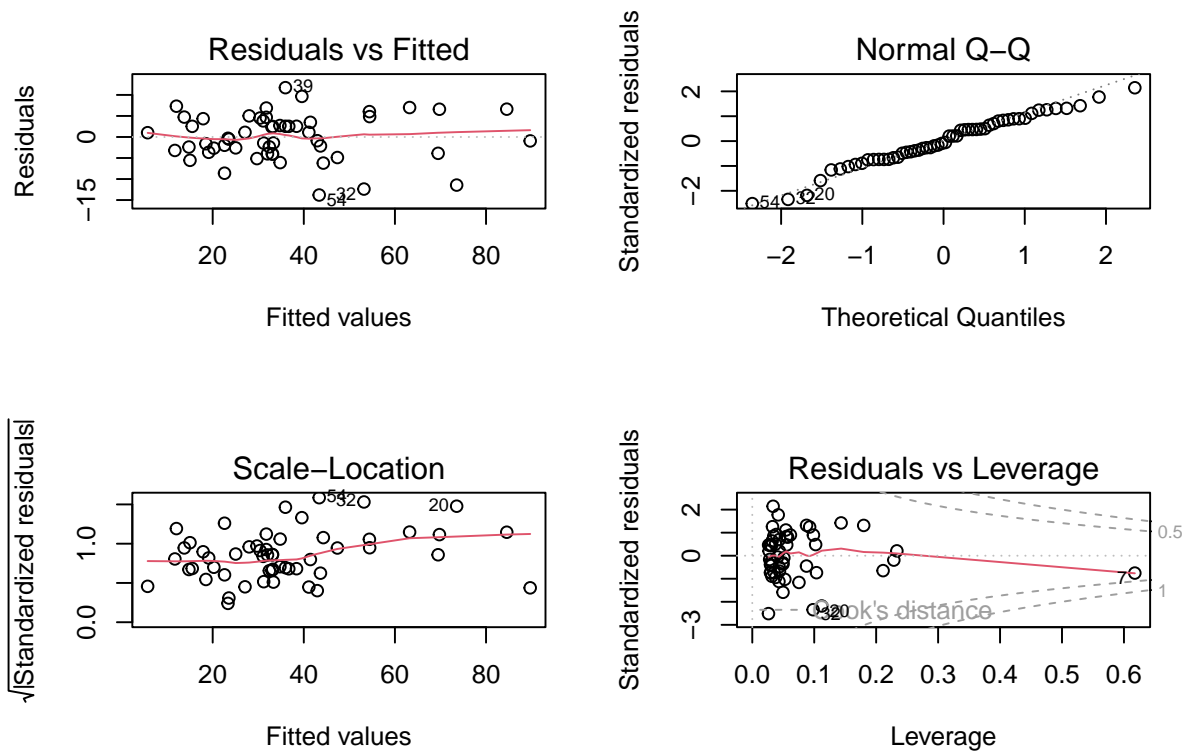 Residuals vs Fitted
Residuals
0
−15
39
32
54
20 40 60 80
Fitted values
Normal Q−Q
Standardized residuals
2
0
−2
54
32
20
−2 −1 0 1 2
Theoretical Quantiles
Scale−Location
√|Standardized residuals|
1.0
0.0
54
32
20
20 40 60 80
Fitted values
Residuals vs Leverage
Standardized residuals
2
0
−3
0.5
1
7
Cook's distance
32
20
0.0 0.1 0.2 0.3 0.4 0.5 0.6
Leverage